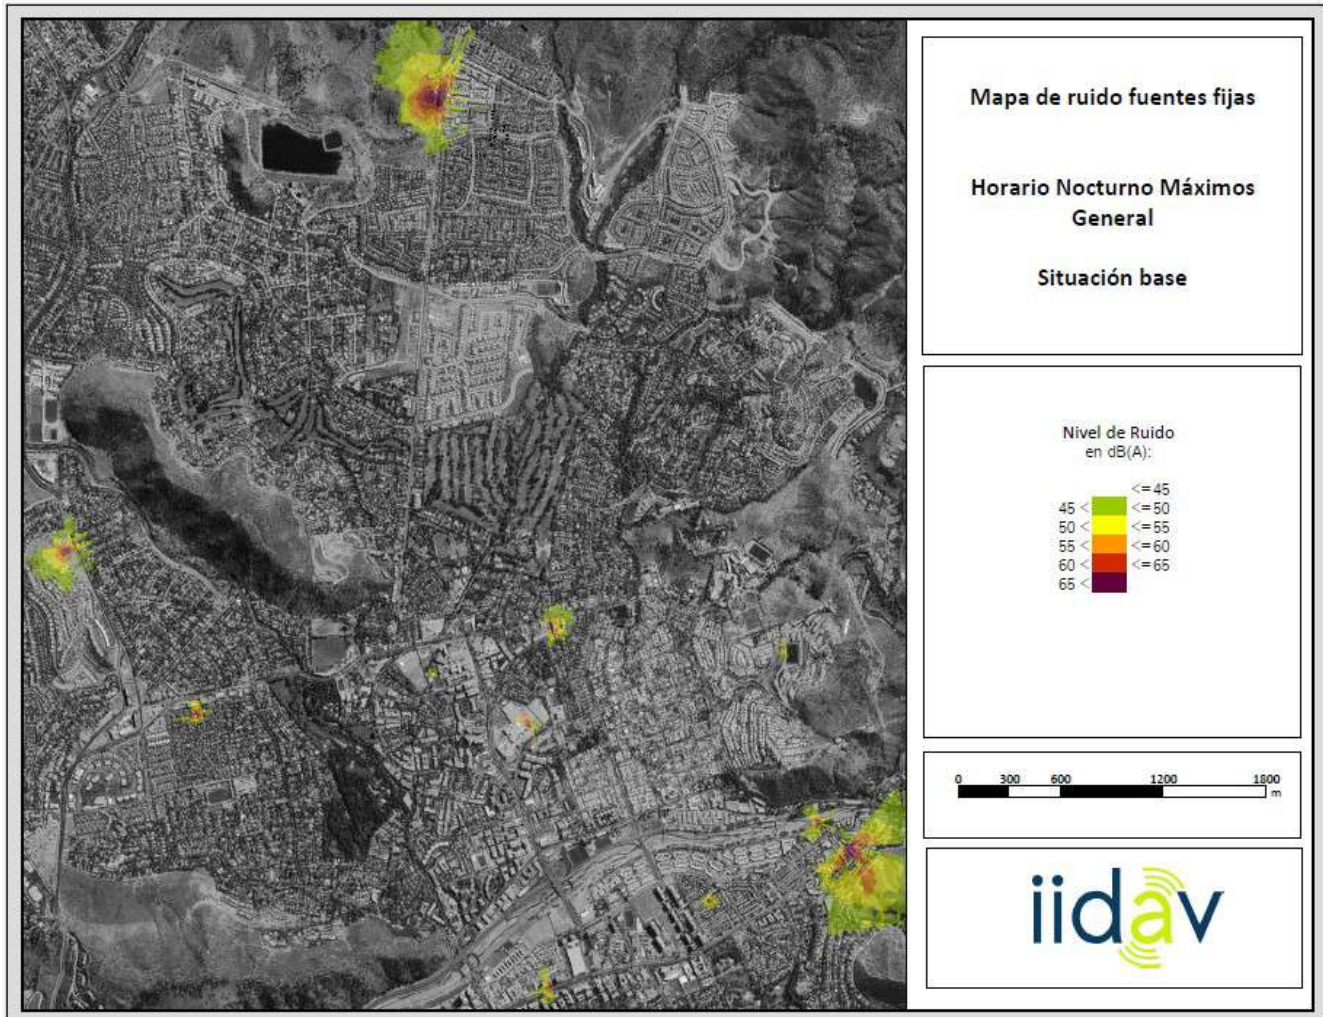 Mapa de ruido fuentes fijas
Horario Nocturno Máximos
General
Situación base
Nivel de Ruido
en dB(A):
<=45
45 < <=50
50 < <=55
55 < <=60
60 < <=65
65 <
0 300 600 1200 1800
m
iidav